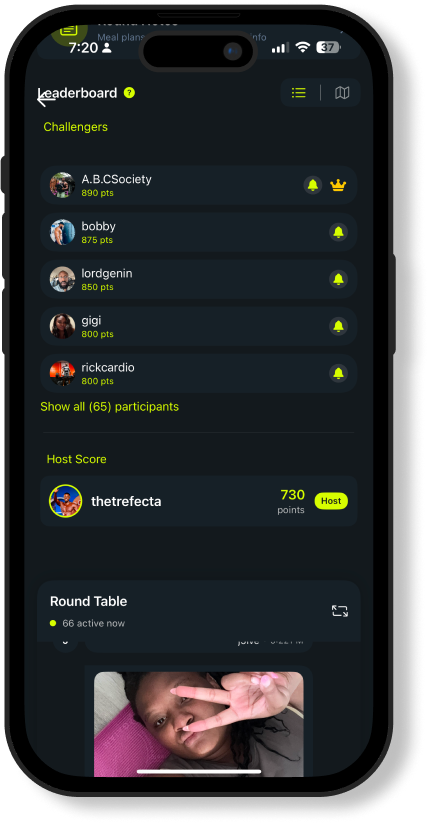 Round Notes
Meal plans
info
7:20
37
Leaderboard ?
Challengers
A.B.CSociety
890 pts
bobby
875 pts
lordgenin
850 pts
gigi
800 pts
rickcardio
800 pts
Show all (65) participants
Host Score
thetrefecta
730
points
Host
Round Table
66 active now